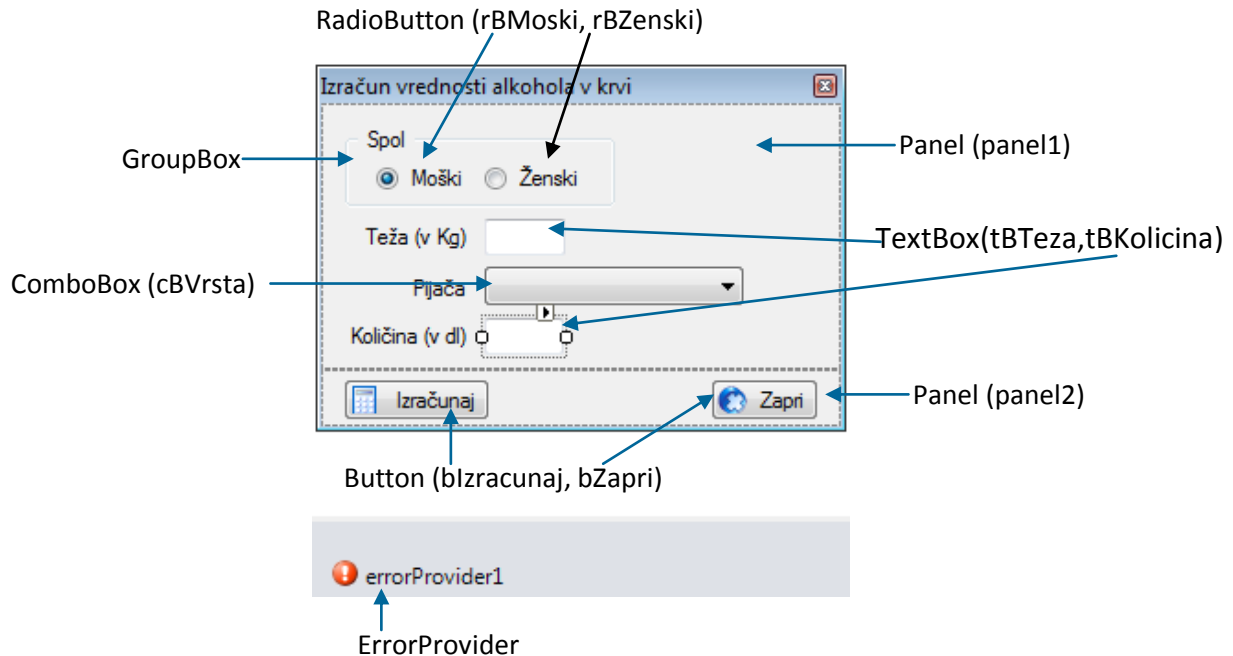 RadioButton (rBMoski, rBZenski)
Izračun vrednosti alkohola v krvi
Spol
GroupBox
Moški
Ženski
Panel (panel1)
Teža (v Kg)
TextBox(tBTeza,tBKolicina)
ComboBox (cBVrsta)
Pijača
Količina (v dl)
Izračunaj
Zapri
Panel (panel2)
Button (bIzracunaj, bZapri)
errorProvider1
ErrorProvider